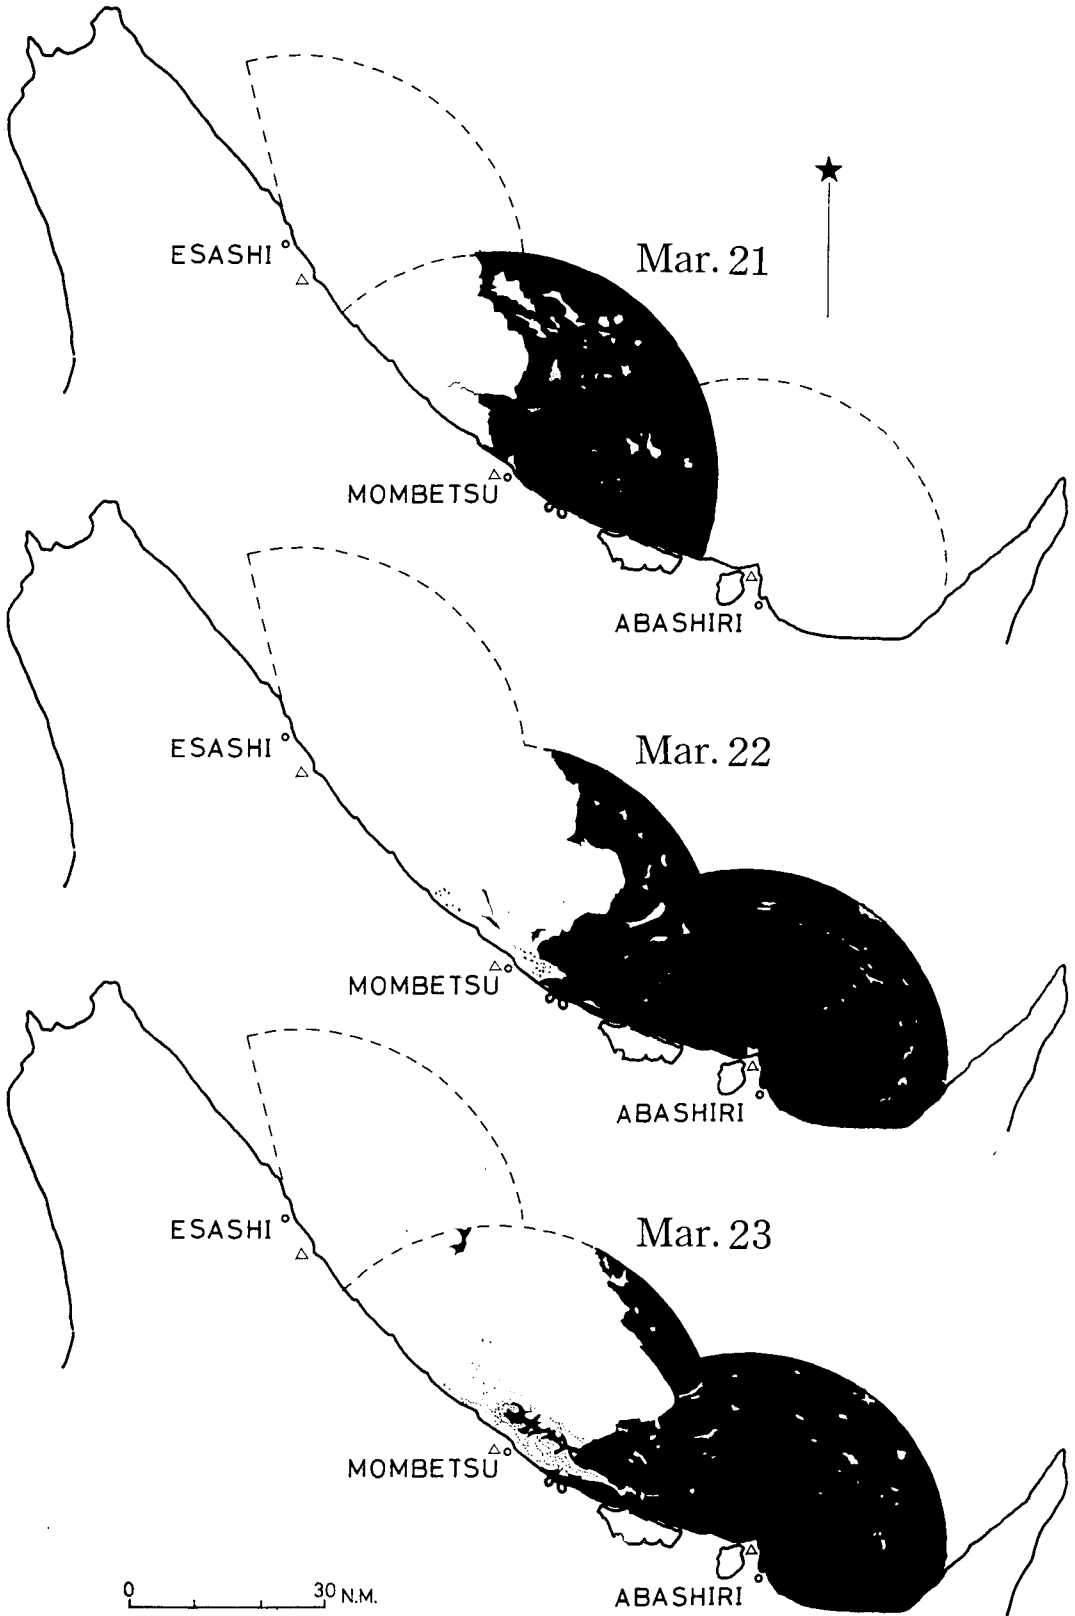 ESASHI
Mar. 21
MOMBETSU
ABASHIRI
ESASHI
Mar. 22
MOMBETSU
ABASHIRI
ESASHI
Mar. 23
MOMBETSU
ABASHIRI
0 30 N.M.